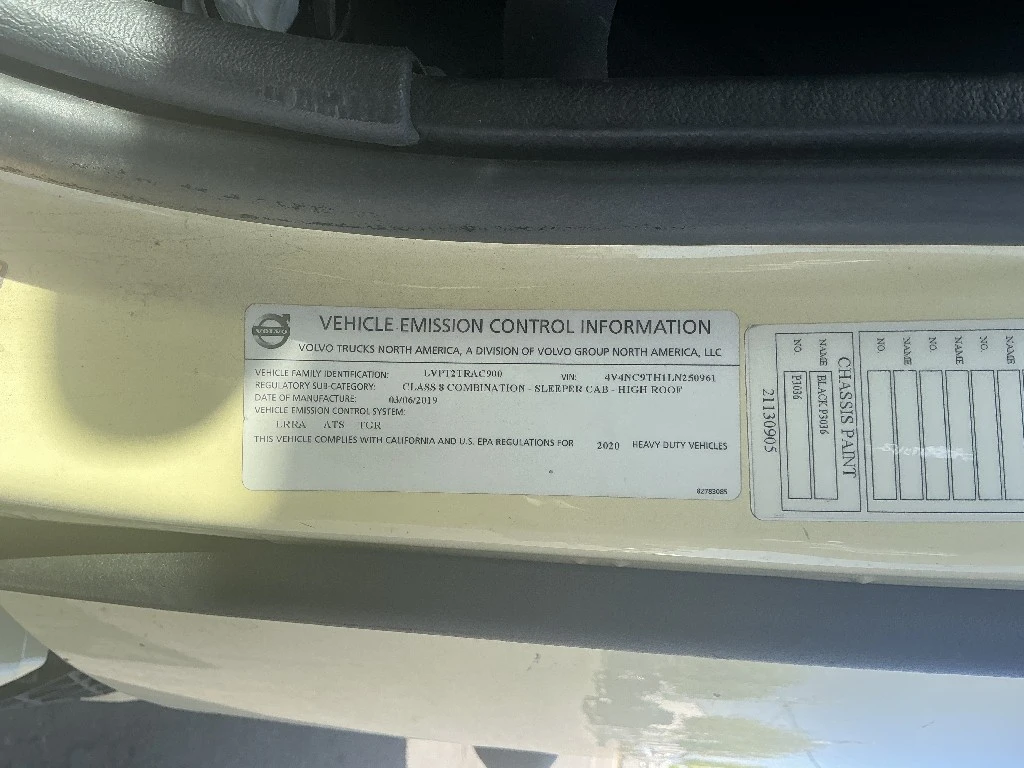 VOLVO
VEHICLE EMISSION CONTROL INFORMATION
VOLVO TRUCKS NORTH AMERICA, A DIVISION OF VOLVO GROUP NORTH AMERICA, LLC
VEHICLE FAMILY IDENTIFICATION: LVPT2TRAC900 VIN: 4V4NC9TH1LN250961
REGULATORY SUB-CATEGORY: CLASS 8 COMBINATION - SLEEPER CAB - HIGH ROOF
DATE OF MANUFACTURE: 03/06/2019
VEHICLE EMISSION CONTROL SYSTEM:
LRRA ATS TGR
THIS VEHICLE COMPLIES WITH CALIFORNIA AND U.S. EPA REGULATIONS FOR 2020 HEAVY DUTY VEHICLES
82783085
CHASSIS PAINT
NAME BLACK P3036
NO. P3036
21130905
NAME
NO.
NAME
NO.
NAME